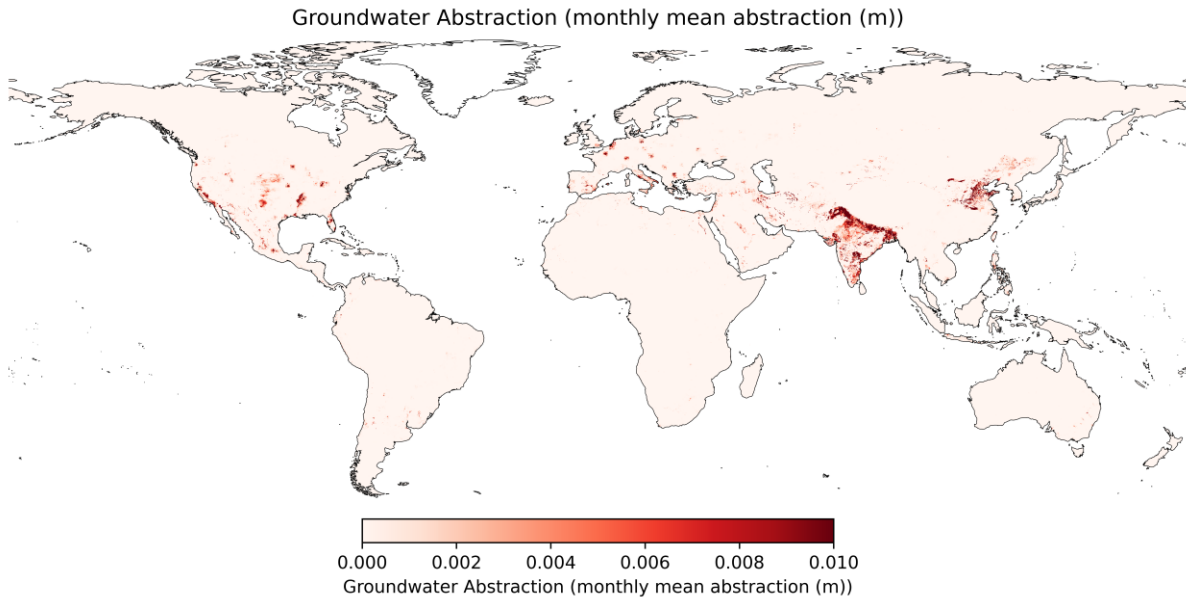 Groundwater Abstraction (monthly mean abstraction (m))
0.000 0.002 0.004 0.006 0.008 0.010
Groundwater Abstraction (monthly mean abstraction (m))